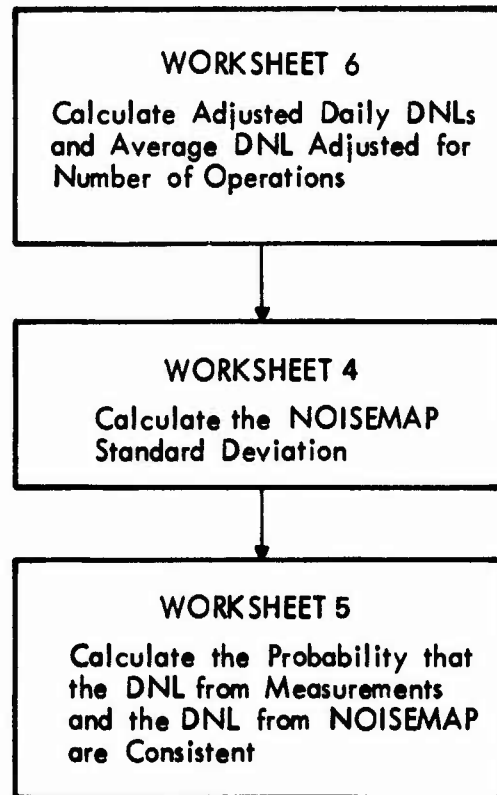 WORKSHEET 6
Calculate Adjusted Daily DNLs
and Average DNL Adjusted for
Number of Operations
WORKSHEET 4
Calculate the NOISEMAP
Standard Deviation
WORKSHEET 5
Calculate the Probability that
the DNL from Measurements
and the DNL from NOISEMAP
are Consistent